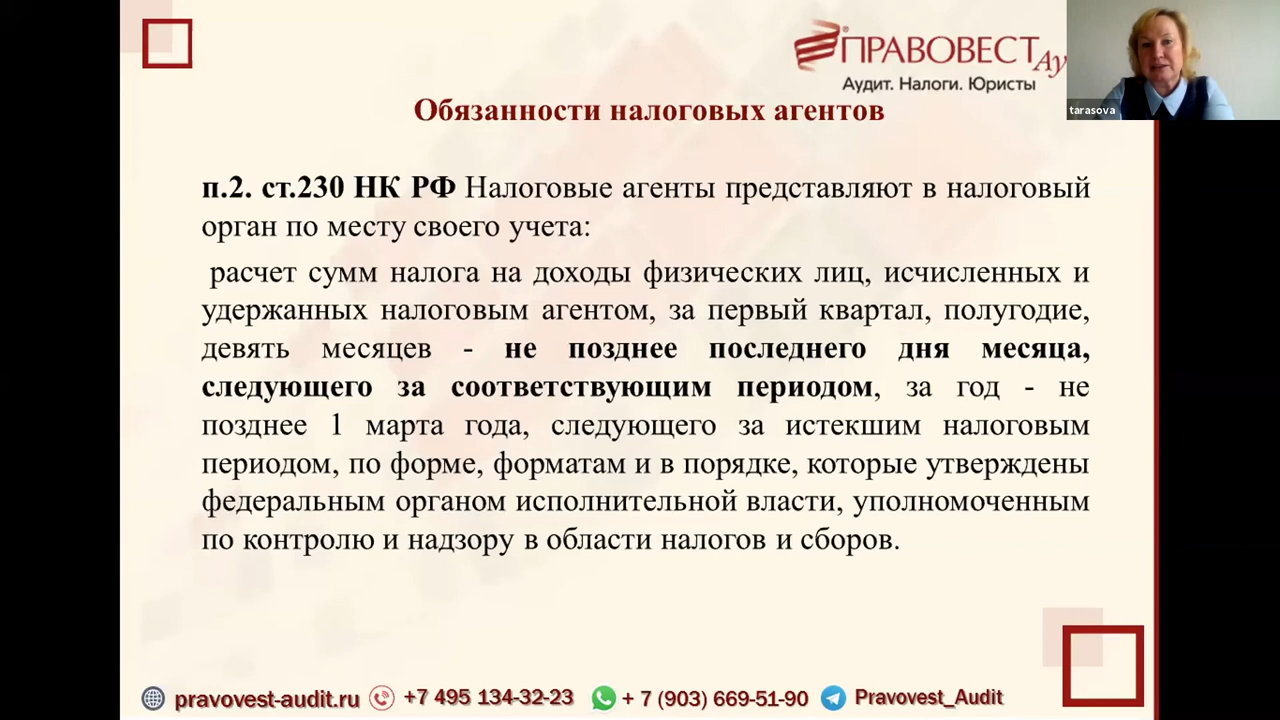 ПРАВОВЕСТ Ау
Аудит. Налоги. Юристы
tarasova
Обязанности налоговых агентов
п.2. ст.230 НК РФ Налоговые агенты представляют в налоговый
орган по месту своего учета:
расчет сумм налога на доходы физических лиц, исчисленных и
удержанных налоговым агентом, за первый квартал, полугодие,
девять месяцев - не позднее последнего дня месяца,
следующего за соответствующим периодом, за год - не
позднее 1 марта года, следующего за истекшим налоговым
периодом, по форме, форматам и в порядке, которые утверждены
федеральным органом исполнительной власти, уполномоченным
по контролю и надзору в области налогов и сборов.
pravovest-audit.ru +7 495 134-32-23 + 7 (903) 669-51-90 Pravovest_Audit